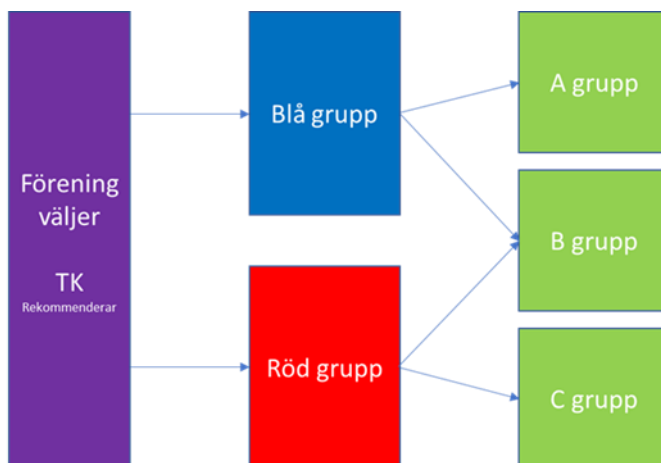 Förening
väljer
TK
Rekommenderar
Blå grupp
Röd grupp
A grupp
B grupp
C grupp